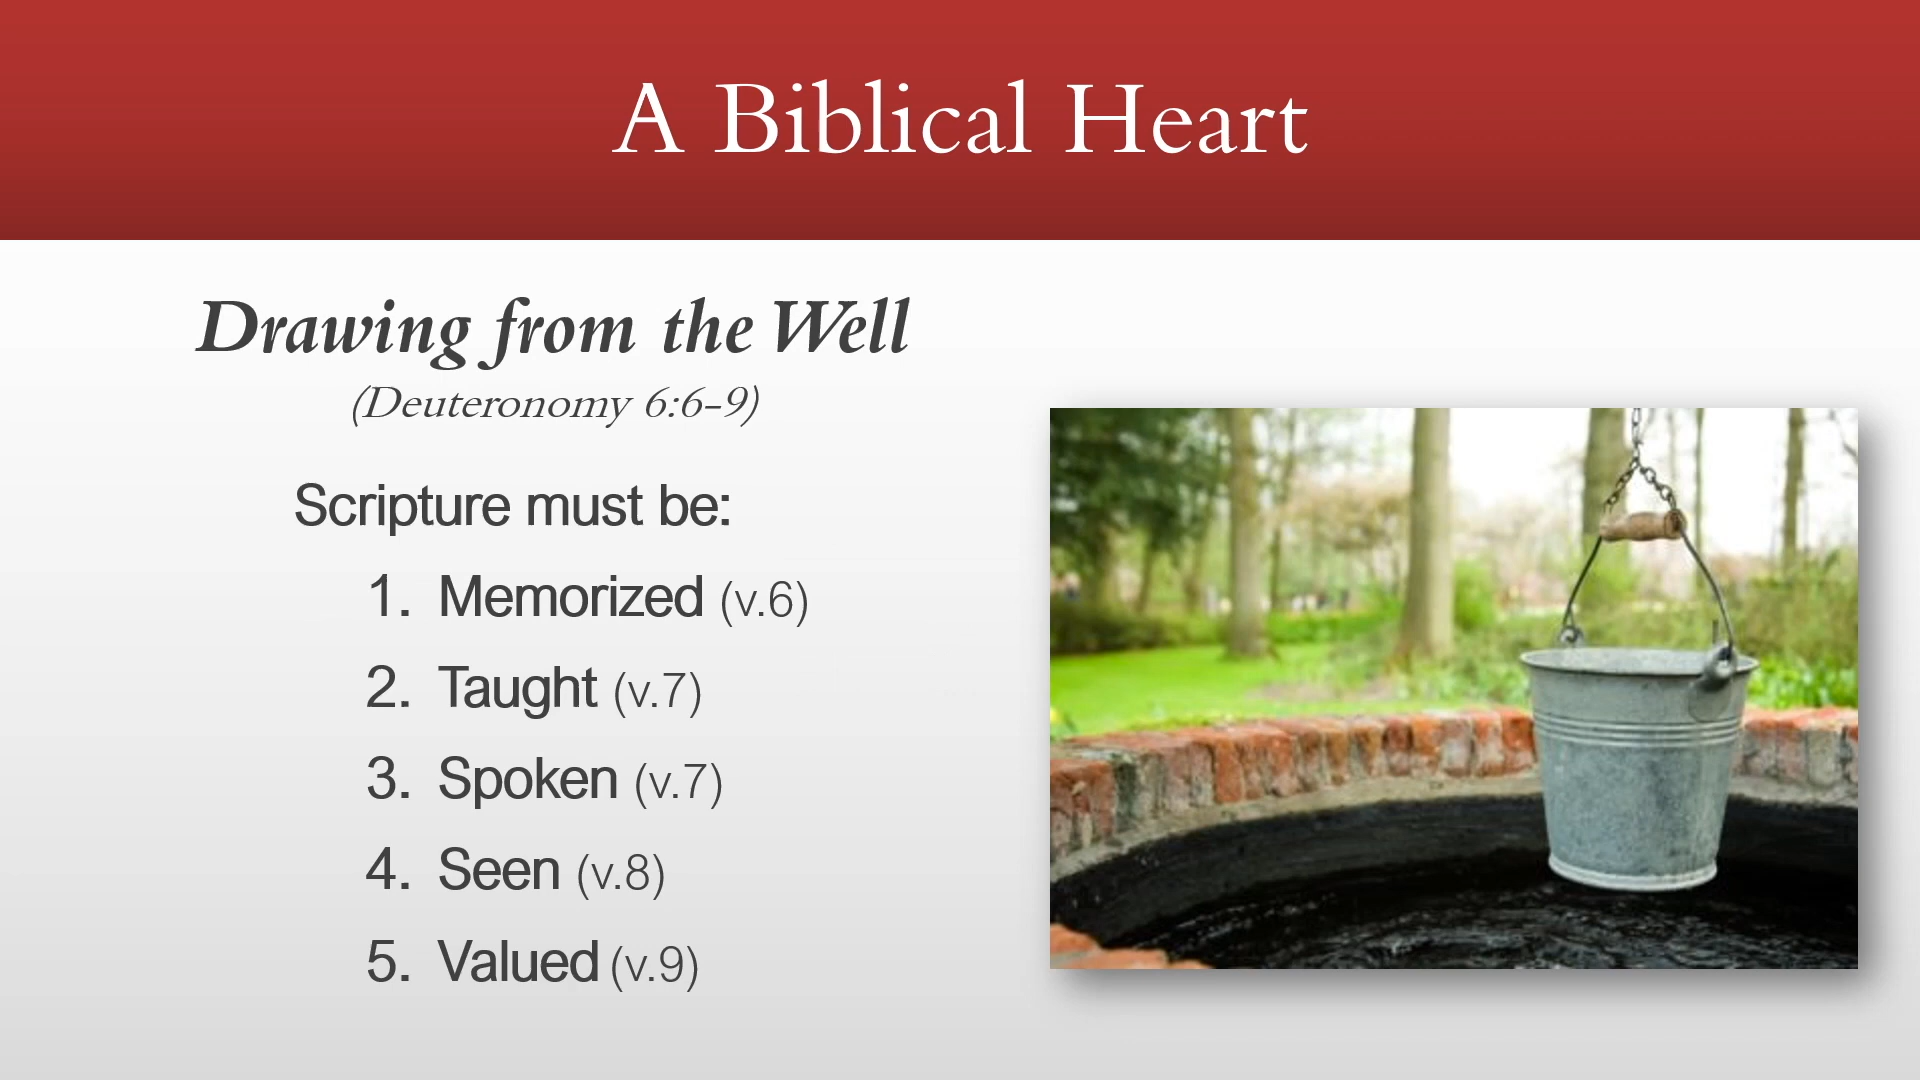 A Biblical Heart
Drawing from the Well
(Deuteronomy 6:6-9)
Scripture must be:
1. Memorized (v.6)
2. Taught (v.7)
3. Spoken (v.7)
4. Seen (v.8)
5. Valued (v.9)